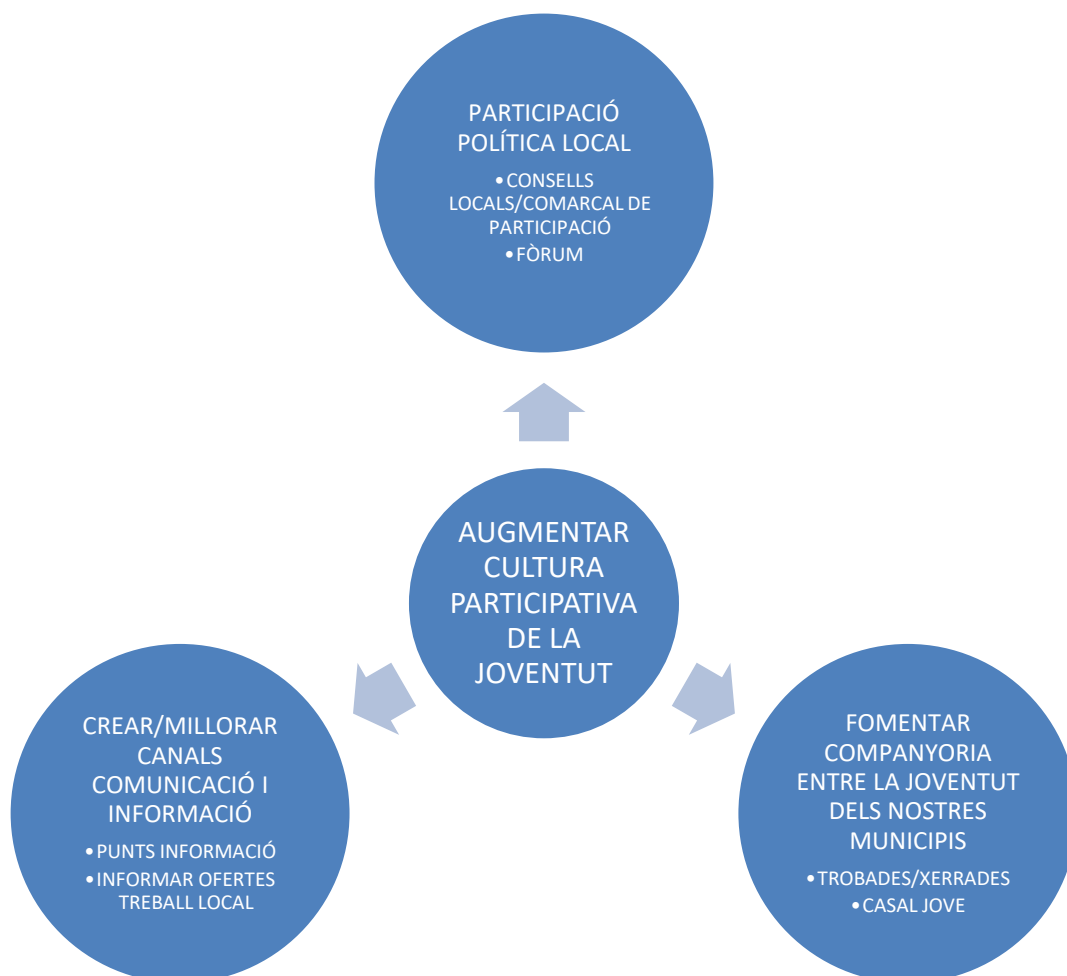 PARTICIPACIÓ
POLÍTICA LOCAL
• CONSELLS
LOCALS/COMARCAL DE
PARTICIPACIÓ
• FÒRUM
AUGMENTAR
CULTURA
PARTICIPATIVA
DE LA
JOVENTUT
CREAR/MILLORAR
CANALS
COMUNICACIÓ I
INFORMACIÓ
• PUNTS INFORMACIÓ
• INFORMAR OFERTES
TREBALL LOCAL
FOMENTAR
COMPANYORIA
ENTRE LA JOVENTUT
DELS NOSTRES
MUNICIPIS
• TROBADES/XERRADES
• CASAL JOVE